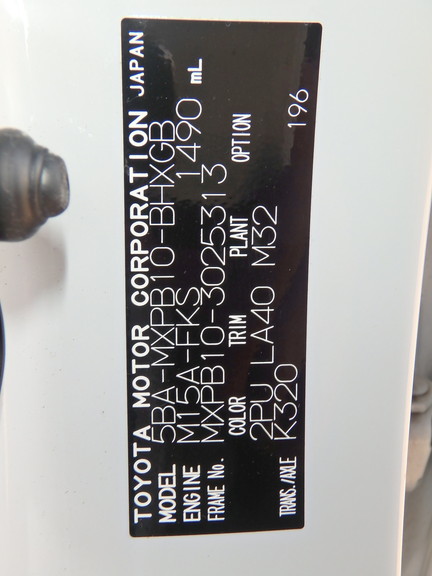 TOYOTA MOTOR CORPORATION JAPAN
MODEL 5BA-MXPB10-BHXGB
ENGINE M15A-FKS 1490 mL
FRAME No. MXPB10-3025313
COLOR TRIM PLANT OPTION
2PU LA40 M32
TRANS./AXLE K320 196